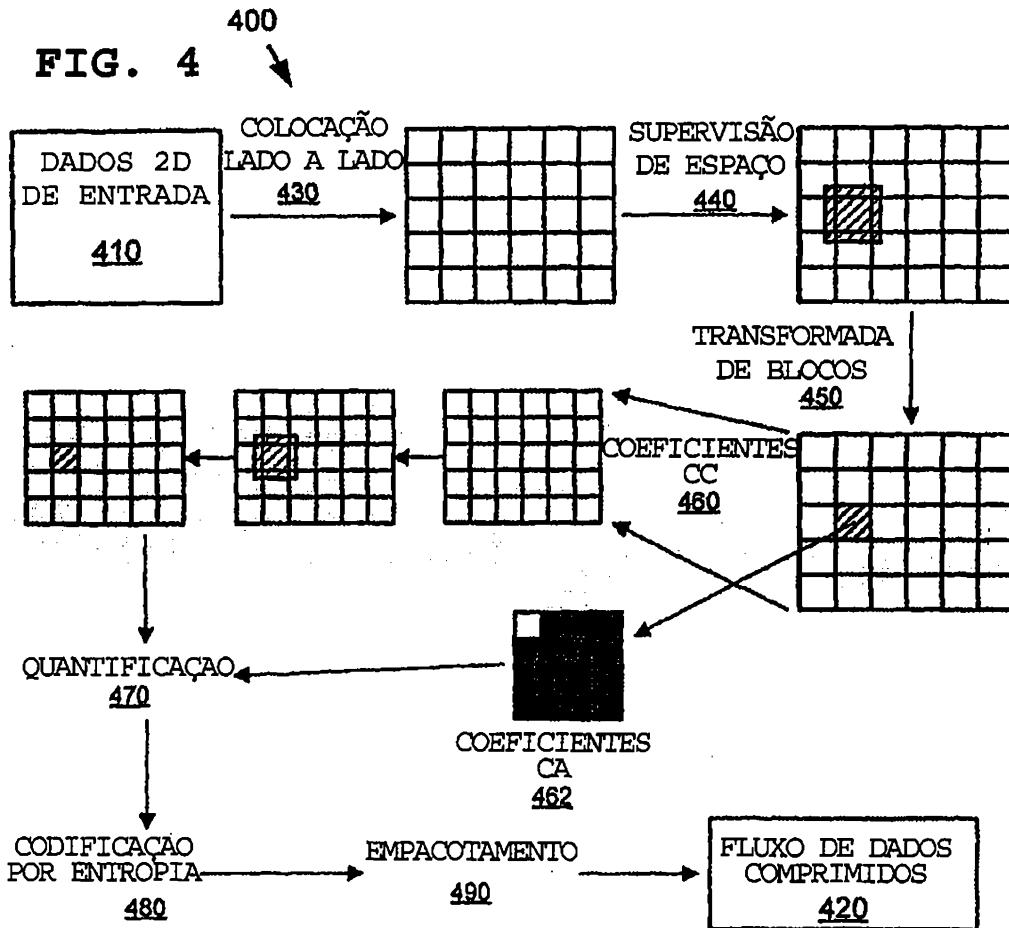 400
FIG. 4
DADOS 2D
DE ENTRADA
410
COLOCAÇÃO
LADO A LADO
430
SUPERVISÃO
DE ESPAÇO
440
TRANSFORMADA
DE BLOCOS
450
COEFICIENTES
CC
460
QUANTIFICAÇAO
470
COEFICIENTES
CA
462
CODIFICAÇÃO
POR ENTROPIA
480
EMPACOTAMENTO
490
FLUXO DE DADOS
COMPRIMIDOS
420